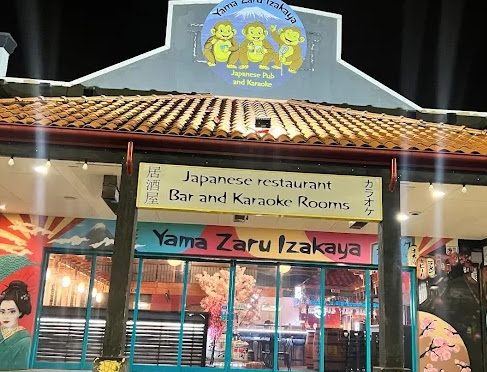 Yama Zaru Izakaya
Japanese Pub
and Karaoke
居酒屋
Japanese restaurant
Bar and Karaoke Rooms
カラオケ
Yama Zaru Izakaya